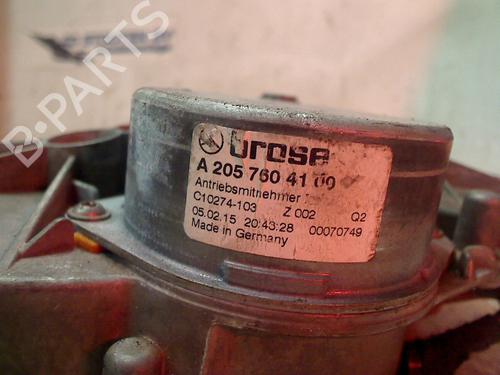 B-PARTS
brose
A 205 760 41 00
Antriebsmitnehmer
C10274-103 Z 002 Q2
05.02.15 20:43:28 00070749
Made in Germany